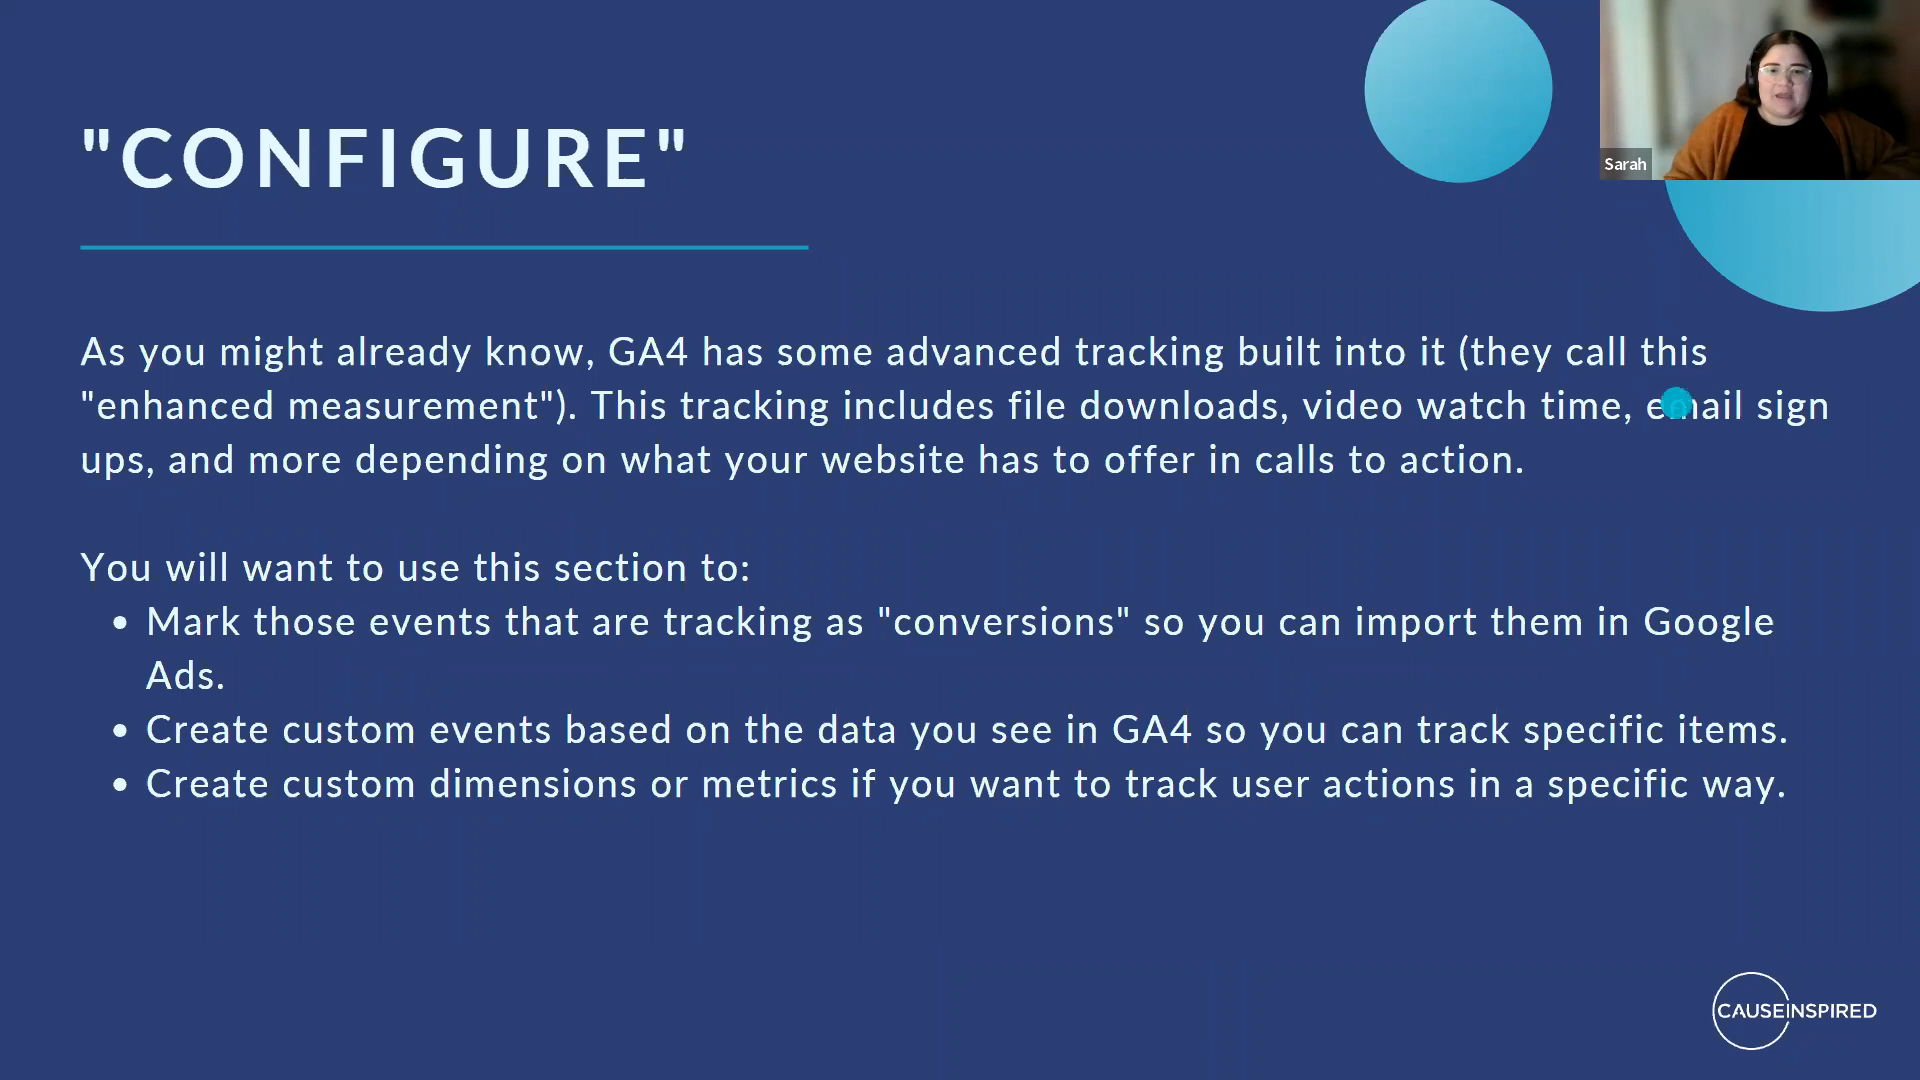 Sarah
"CONFIGURE"
As you might already know, GA4 has some advanced tracking built into it (they call this
"enhanced measurement"). This tracking includes file downloads, video watch time, email sign
ups, and more depending on what your website has to offer in calls to action.
You will want to use this section to:
• Mark those events that are tracking as "conversions" so you can import them in Google
Ads.
• Create custom events based on the data you see in GA4 so you can track specific items.
• Create custom dimensions or metrics if you want to track user actions in a specific way.
CAUSEINSPIRED